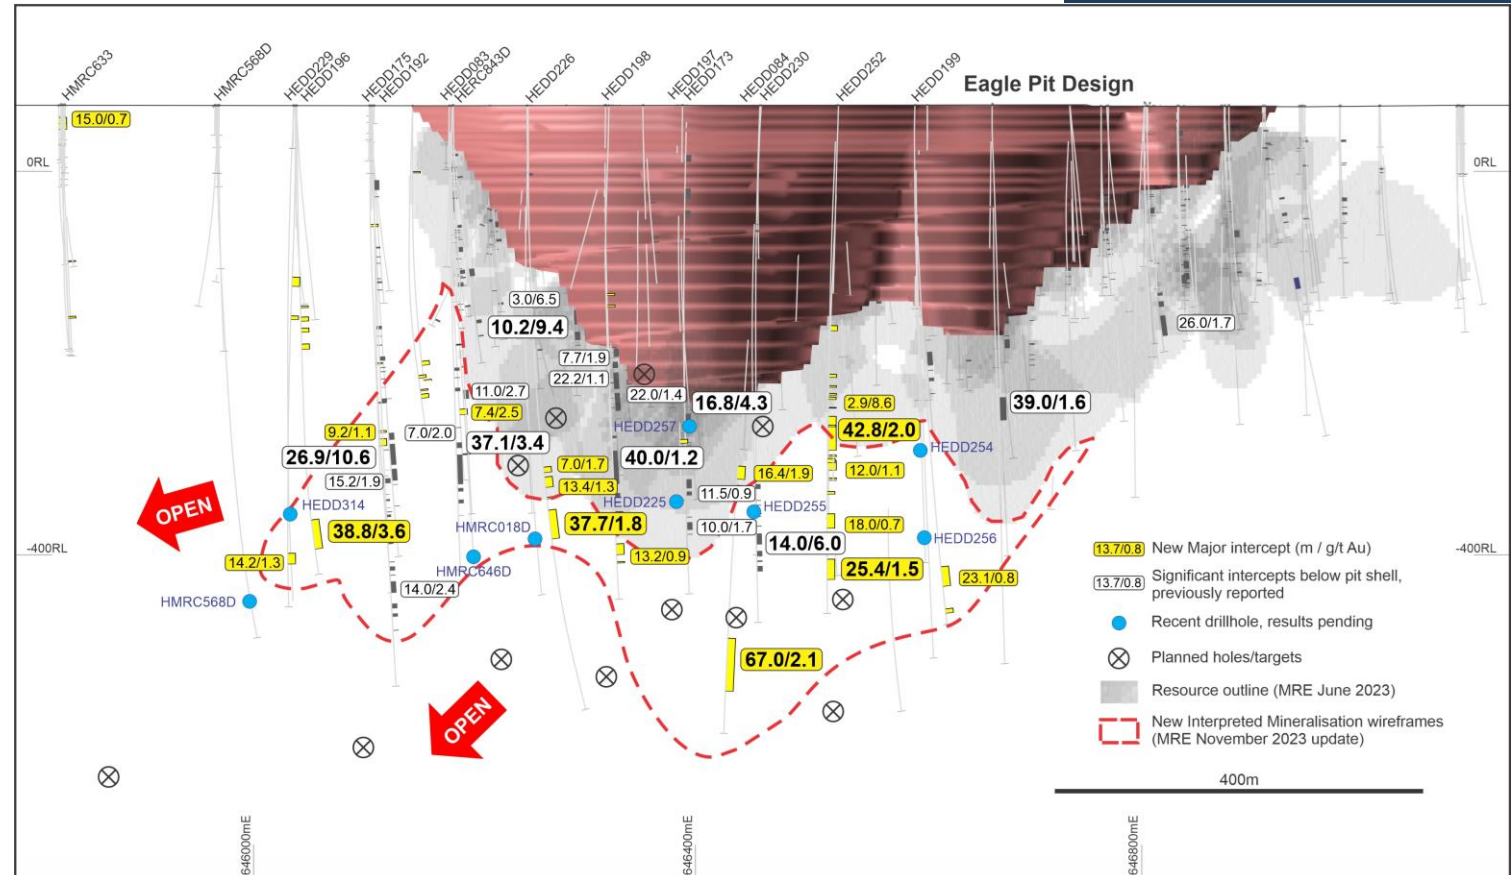 HMRC633
HMRC568D
HEDD229
HEDD196
HEDD175
HEDD192
HEDD083
HERC843D
HEDD226
HEDD198
HEDD197
HEDD173
HEDD084
HEDD230
HEDD252
HEDD199
Eagle Pit Design
15.0/0.7
0RL
0RL
3.0/6.5
10.2/9.4
26.0/1.7
7.7/1.9
22.2/1.1
11.0/2.7
22.0/1.4
16.8/4.3
39.0/1.6
7.4/2.5
2.9/8.6
9.2/1.1
7.0/2.0
37.1/3.4
HEDD257
42.8/2.0
26.9/10.6
40.0/1.2
HEDD254
7.0/1.7
16.4/1.9
12.0/1.1
15.2/1.9
13.4/1.3
11.5/0.9
OPEN
HEDD314
HEDD225
HEDD255
HMRC018D
37.7/1.8
10.0/1.7
18.0/0.7
38.8/3.6
14.0/6.0
HEDD256
-400RL
-400RL
14.2/1.3
HMRC646D
13.2/0.9
25.4/1.5
23.1/0.8
14.0/2.4
HMRC568D
67.0/2.1
OPEN
13.7/0.8 New Major intercept (m / g/t Au)
13.7/0.8 Significant intercepts below pit shell,
previously reported
Recent drillhole, results pending
Planned holes/targets
Resource outline (MRE June 2023)
New Interpreted Mineralisation wireframes
(MRE November 2023 update)
400m
646000mE
646400mE
646800mE